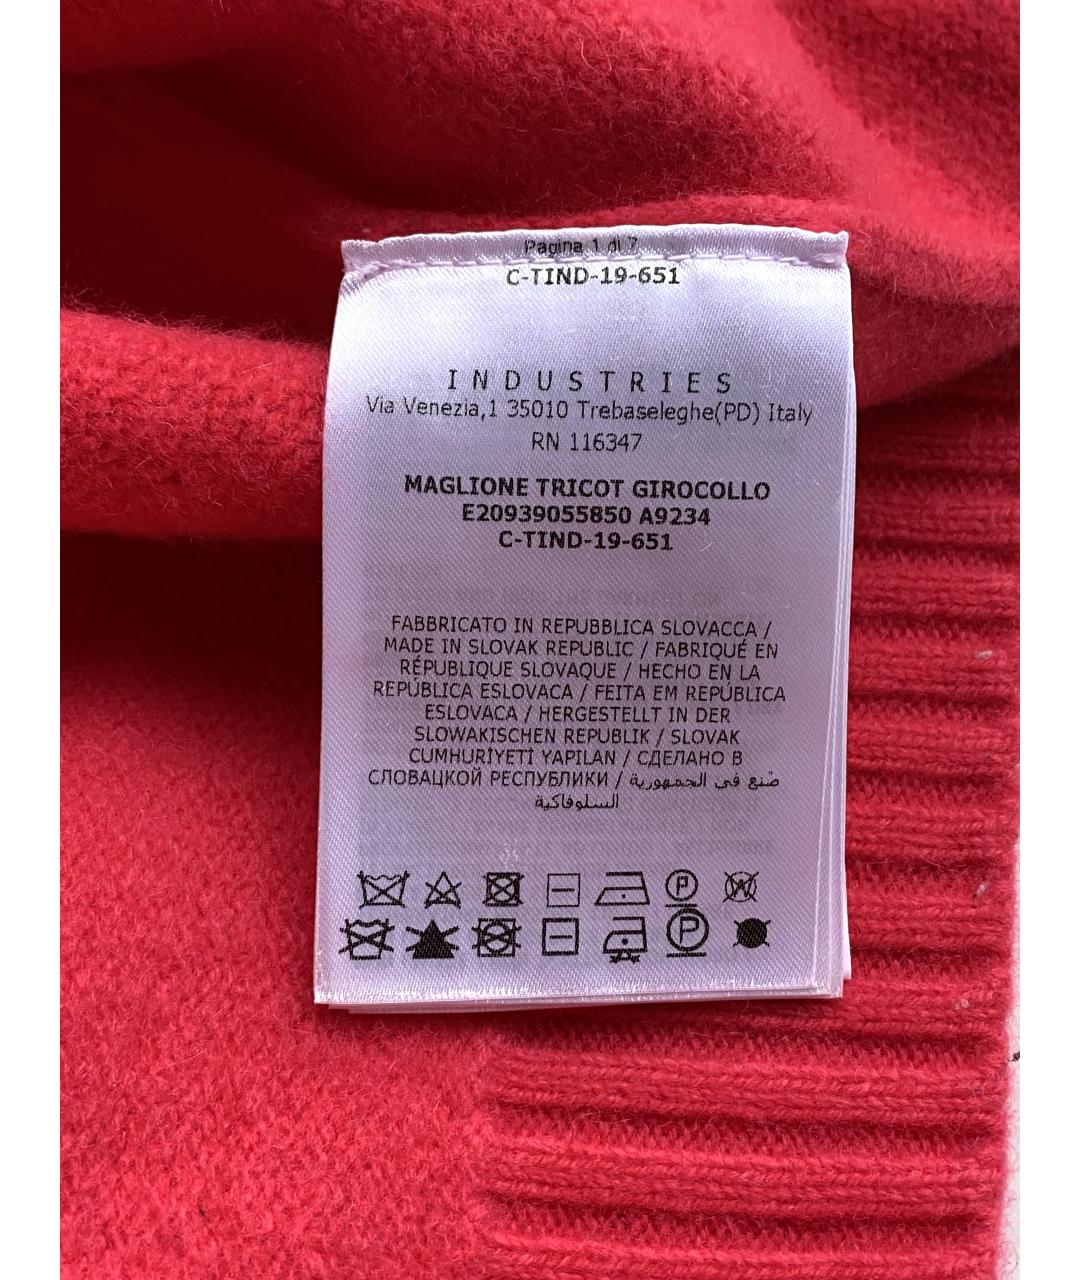 Pagina 1 di 7
C-TIND-19-651
INDUSTRIES
Via Venezia,1 35010 Trebaseleghe(PD) Italy
RN 116347
MAGLIONE TRICOT GIROCOLLO
E20939055850 A9234
C-TIND-19-651
FABBRICATO IN REPUBBLICA SLOVACCA /
MADE IN SLOVAK REPUBLIC / FABRIQUÉ EN
RÉPUBLIQUE SLOVAQUE / HECHO EN LA
REPÚBLICA ESLOVACA / FEITA EM REPÚBLICA
ESLOVACA / HERGESTELLT IN DER
SLOWAKISCHEN REPUBLIK / SLOVAK
CUMHURİYETİ YAPILAN / СДЕЛАНО В
СЛОВАЦКОЙ РЕСПУБЛИКИ / صنع في الجمهورية
السلوفاكية
P W
P